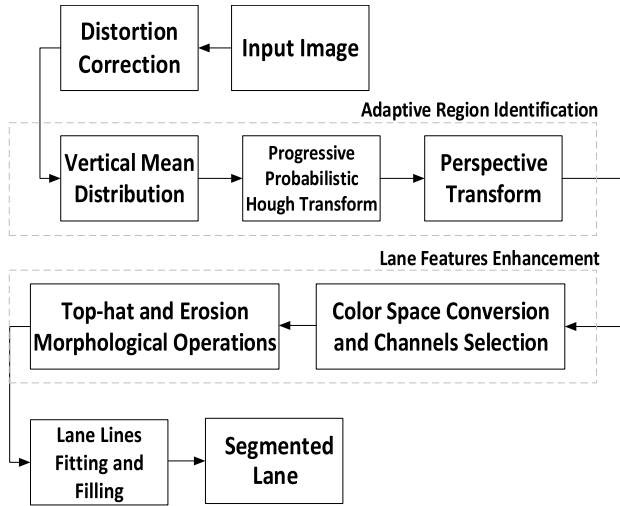 Distortion
Correction
Input Image
Adaptive Region Identification
Vertical Mean
Distribution
Progressive
Probabilistic
Hough Transform
Perspective
Transform
Lane Features Enhancement
Top-hat and Erosion
Morphological Operations
Color Space Conversion
and Channels Selection
Lane Lines
Fitting and
Filling
Segmented
Lane